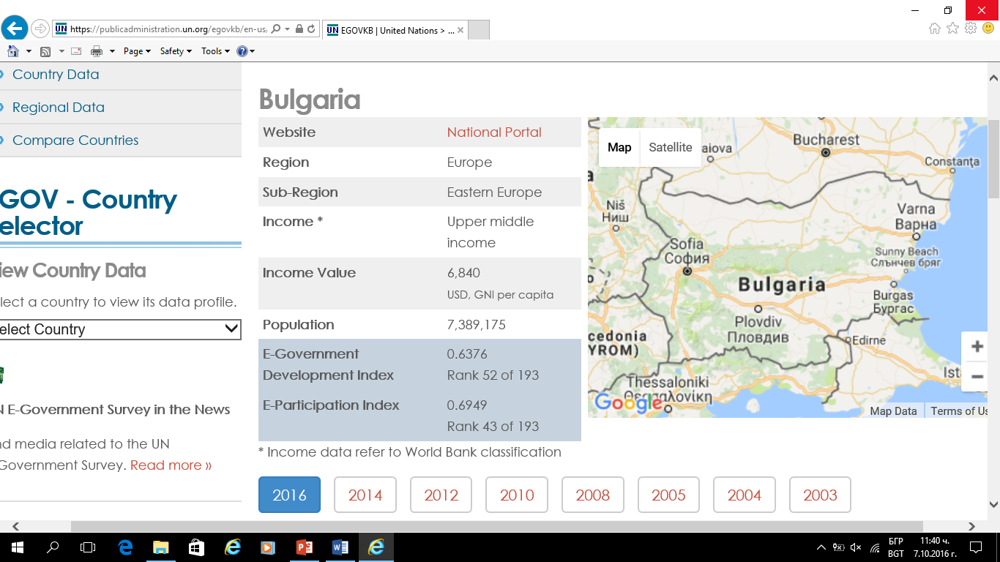 UN https://publicadministration.un.org/egovkb/en-us,
UN EGOVKB | United Nations > ...
Page Safety Tools
Country Data
Regional Data
Compare Countries
GOV - Country
elector
iew Country Data
lect a country to view its data profile.
elect Country
N E-Government Survey in the News
nd media related to the UN
Government Survey. Read more »
Bulgaria
Website National Portal
Region Europe
Sub-Region Eastern Europe
Income * Upper middle
income
Income Value 6,840
USD, GNI per capita
Population 7,389,175
E-Government 0.6376
Development Index Rank 52 of 193
E-Participation Index 0.6949
Rank 43 of 193
* Income data refer to World Bank classification
2016 2014 2012 2010 2008 2005 2004 2003
Map Satellite
aiova
Bucharest
Constanța
Niš
Ниш
Varna
Варна
Sofia
София
Sunny Beach
Слънчев бряг
Bulgaria
Burgas
Бургас
Plovdiv
Пловдив
cedonia
YROM)
Edirne
Ist
Thessaloniki
Θεσσαλονίκη
Google
Map Data Terms of Us
БГР
BGT
11:40 ч.
7.10.2016 г.